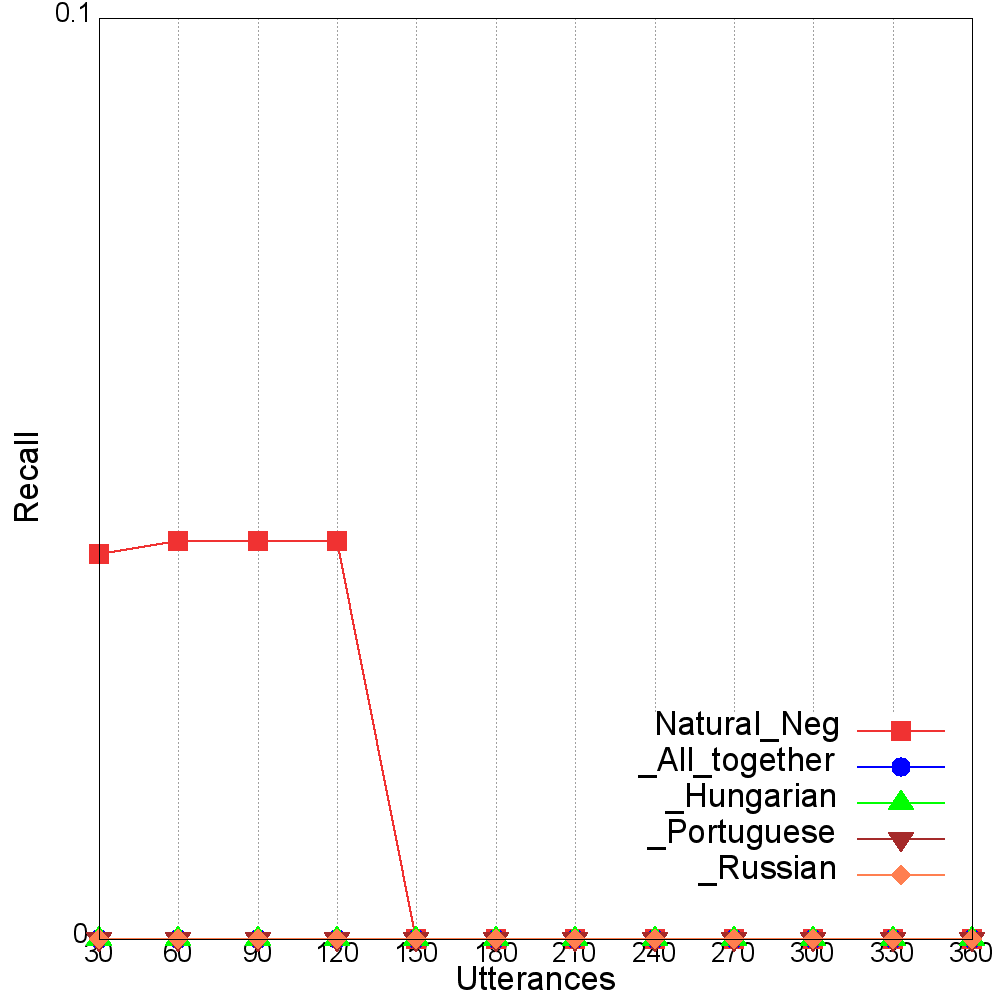 0.1
Recall
Natural_Neg
_All_together
_Hungarian
_Portuguese
_Russian
0
30 60 90 120 150 180 210 240 270 300 330 360
Utterances